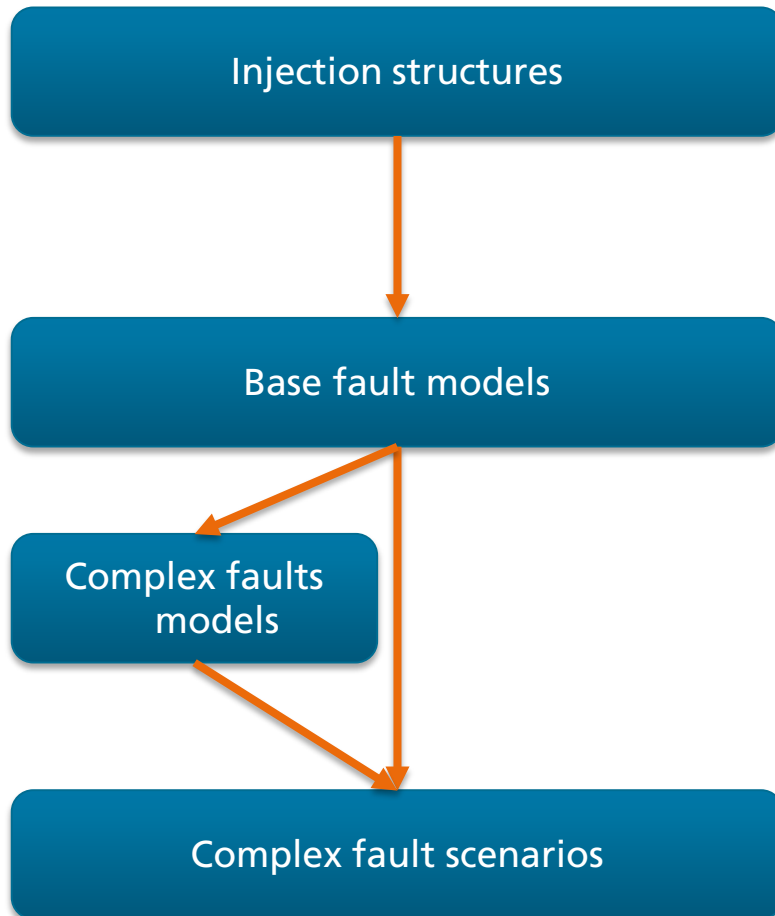 Injection structures
Base fault models
Complex faults
models
Complex fault scenarios